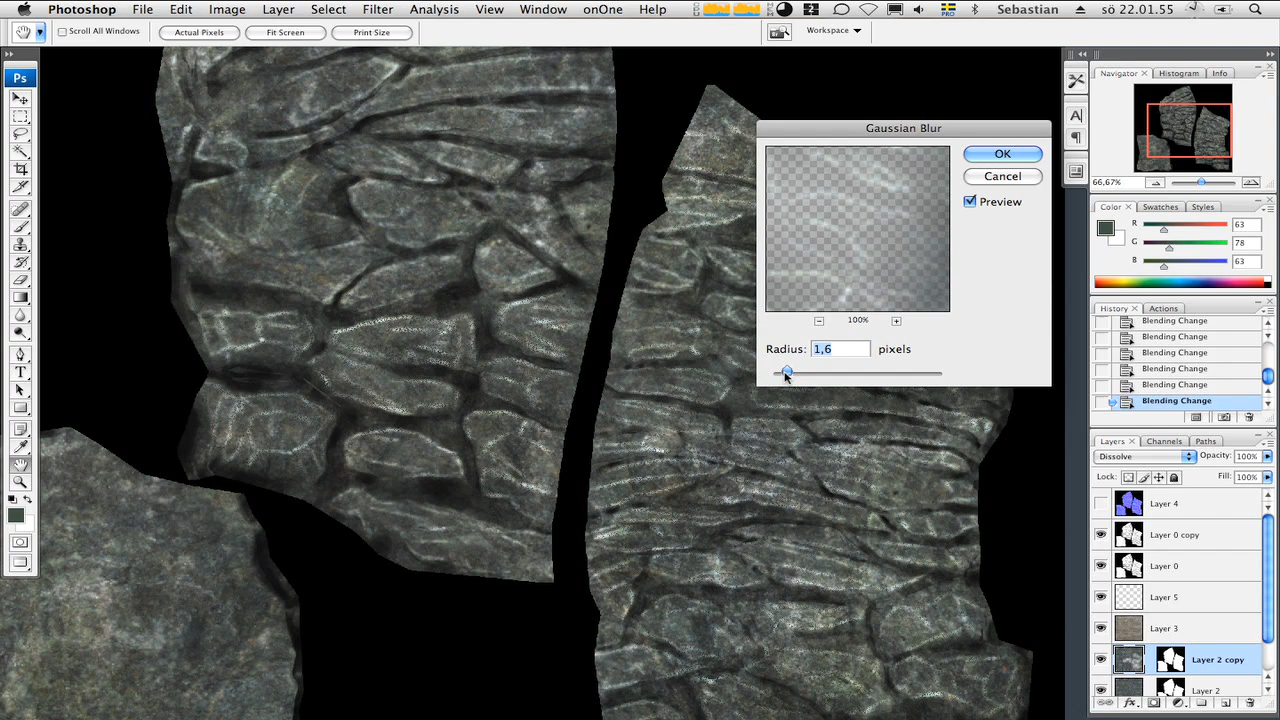 Photoshop File Edit Image Layer Select Filter Analysis View Window onOne Help PRO Sebastian sö 22.01.55
Scroll All Windows Actual Pixels Fit Screen Print Size Workspace
Ps
Navigator Histogram Info
66,67%
Color Swatches Styles
R 63
G 78
B 63
History Actions
Blending Change
Blending Change
Blending Change
Blending Change
Blending Change
Blending Change
Layers Channels Paths
Dissolve Opacity: 100%
Lock: Fill: 100%
Layer 4
Layer 0 copy
Layer 0
Layer 5
Layer 3
Layer 2 copy
Layer 2
Gaussian Blur
OK
Cancel
Preview
100%
Radius: 1,6 pixels